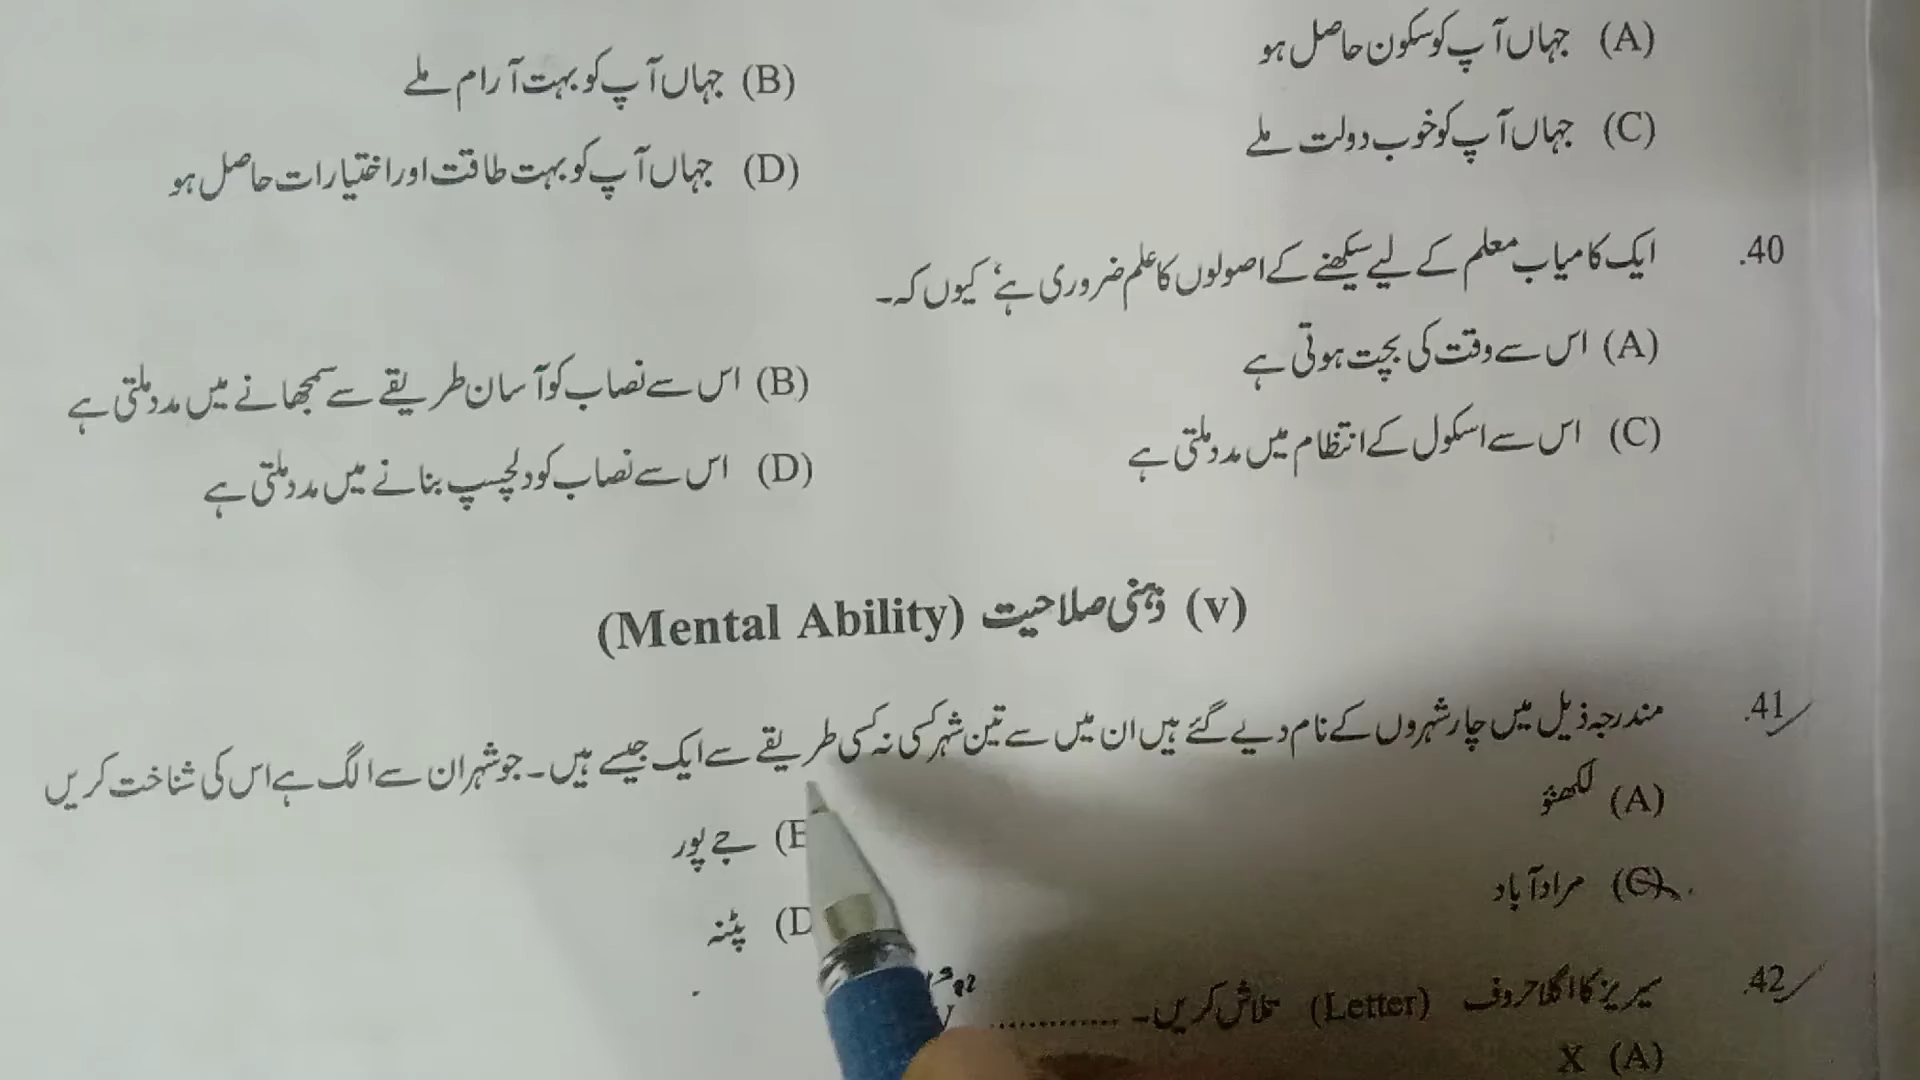 (A) جہاں آپ کو سکون حاصل ہو
(B) جہاں آپ کو بہت آرام ملے
(C) جہاں آپ کو خوب دولت ملے
(D) جہاں آپ کو بہت طاقت اور اختیارات حاصل ہو
40. ایک کامیاب معلم کے لیے سیکھنے کے اصولوں کا علم ضروری ہے، کیوں کہ۔
(A) اس سے وقت کی بچت ہوتی ہے
(B) اس سے نصاب کو آسان طریقے سے سمجھانے میں مدد ملتی ہے
(C) اس سے اسکول کے انتظام میں مدد ملتی ہے
(D) اس سے نصاب کو دلچسپ بنانے میں مدد ملتی ہے
(v) ذہنی صلاحیت (Mental Ability)
41. مندرجہ ذیل میں چار شہروں کے نام دیے گئے ہیں ان میں سے تین شہر کسی نہ کسی طریقے سے ایک جیسے ہیں۔ جو شہر ان سے الگ ہے اس کی شناخت کریں
(A) لکھنؤ
(B جے پور
(C) مرادآباد
(D پٹنہ
42. سیریز کا اگلا حروف (Letter) تلاش کریں۔ ............
(A) X